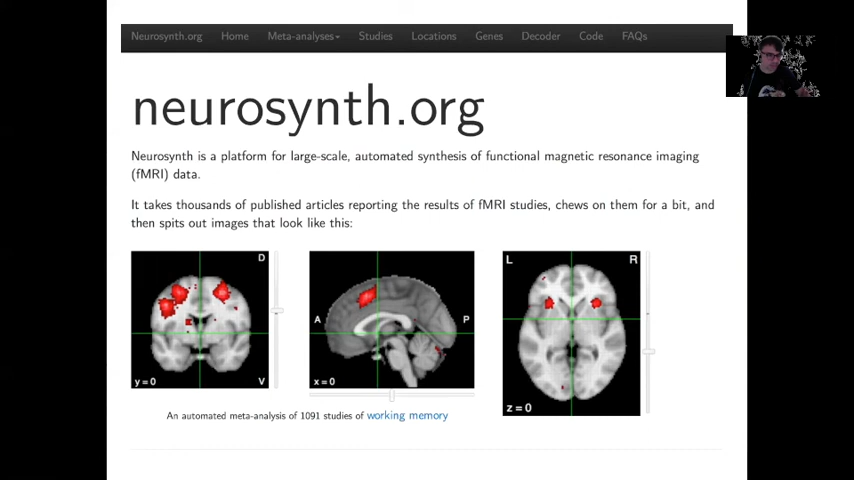 Neurosynth.org Home Meta-analyses Studies Locations Genes Decoder Code FAQs
neurosynth.org
Neurosynth is a platform for large-scale, automated synthesis of functional magnetic resonance imaging
(fMRI) data.
It takes thousands of published articles reporting the results of fMRI studies, chews on them for a bit, and
then spits out images that look like this:
D
y=0 V
A P
x=0
L R
z=0
An automated meta-analysis of 1091 studies of working memory